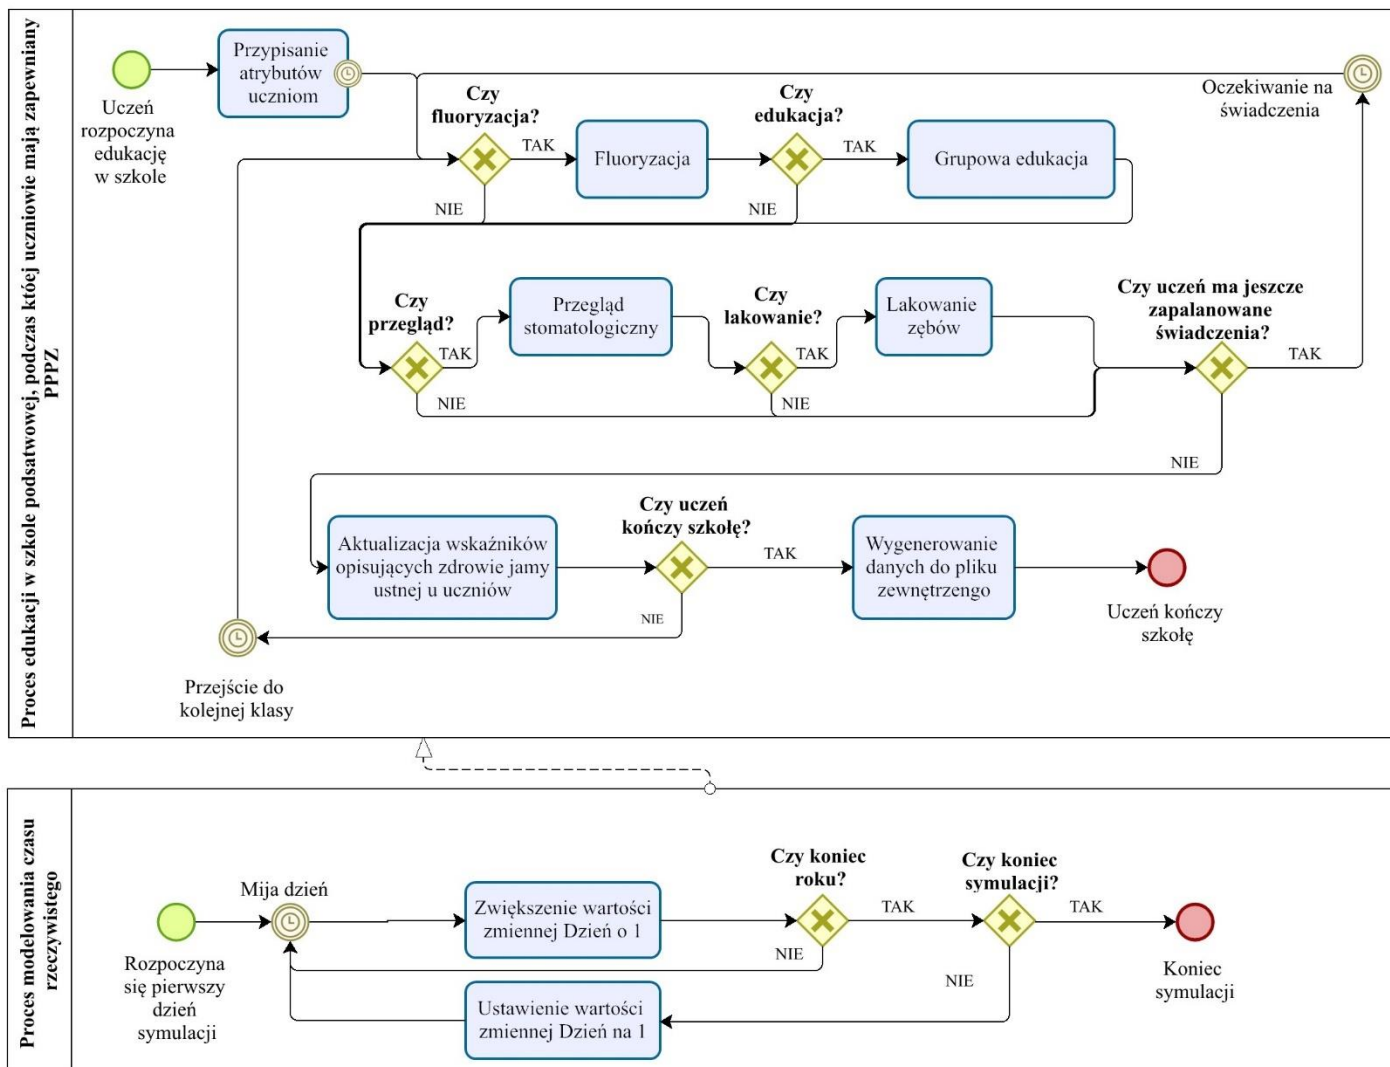 Proces edukacji w szkole podsatwowej, podczas któej uczniowie mają zapewniany
PPPZ
Przypisanie
atrybutów
uczniom
Uczeń
rozpoczyna
edukację
w szkole
Czy
fluoryzacja?
TAK
NIE
Fluoryzacja
Czy
edukacja?
TAK
NIE
Grupowa edukacja
Oczekiwanie na
świadczenia
Czy
przegląd?
TAK
NIE
Przegląd
stomatologiczny
Czy
lakowanie?
TAK
NIE
Lakowanie
zębów
Czy uczeń ma jeszcze
zapalanowane
świadczenia?
TAK
NIE
Aktualizacja wskaźników
opisujących zdrowie jamy
ustnej u uczniów
Czy uczeń
kończy szkołę?
TAK
NIE
Wygenerowanie
danych do pliku
zewnętrzengo
Uczeń kończy
szkołę
Przejście do
kolejnej klasy
Proces modelowania czasu
rzeczywistego
Rozpoczyna
się pierwszy
dzień
symulacji
Mija dzień
Zwiększenie wartości
zmiennej Dzień o 1
Czy koniec
roku?
TAK
NIE
Czy koniec
symulacji?
TAK
NIE
Koniec
symulacji
Ustawienie wartości
zmiennej Dzień na 1